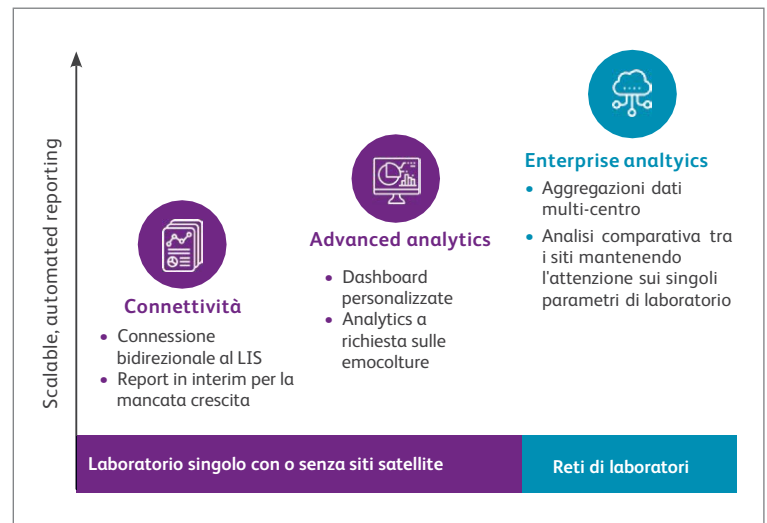 Scalable, automated reporting
Connettività
• Connessione
bidirezionale al LIS
• Report in interim per la
mancata crescita
Advanced analytics
• Dashboard
personalizzate
• Analytics a
richiesta sulle
emocolture
Enterprise analtyics
• Aggregazioni dati
multi-centro
• Analisi comparativa tra
i siti mantenendo
l'attenzione sui singoli
parametri di laboratorio
Laboratorio singolo con o senza siti satellite
Reti di laboratori